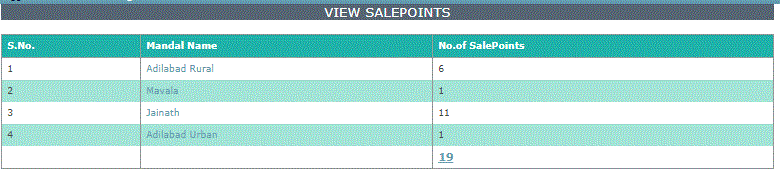 VIEW SALEPOINTS
S.No. Mandal Name No.of SalePoints
1 Adilabad Rural 6
2 Mavala 1
3 Jainath 11
4 Adilabad Urban 1
19